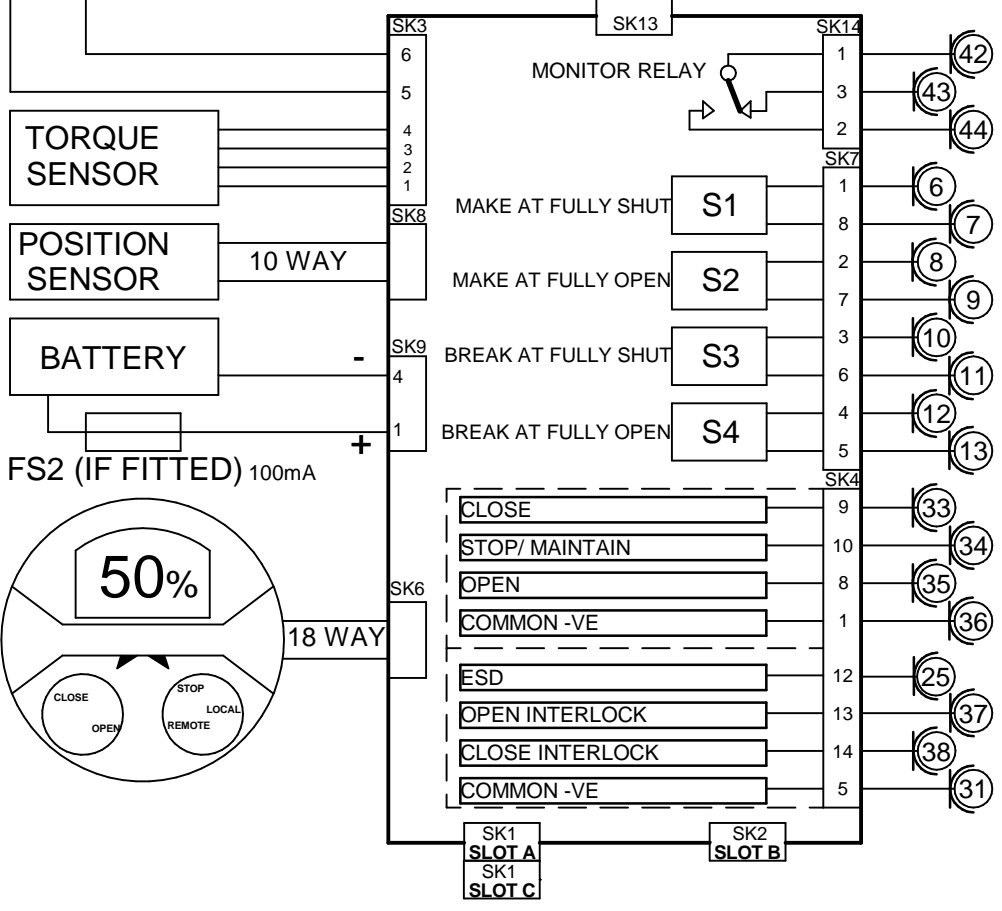 SK13
SK3
SK14
6
1
42
MONITOR RELAY
5
3
43
TORQUE
SENSOR
4
3
2
1
2
44
SK7
SK8
MAKE AT FULLY SHUT
S1
1
6
8
7
POSITION
SENSOR
10 WAY
MAKE AT FULLY OPEN
S2
2
8
7
9
BATTERY
-
SK9
4
1
+
BREAK AT FULLY SHUT
S3
3
10
6
11
BREAK AT FULLY OPEN
S4
4
12
5
13
FS2 (IF FITTED) 100mA
SK4
CLOSE
9
33
STOP/ MAINTAIN
10
34
OPEN
8
35
COMMON -VE
1
36
50%
SK6
18 WAY
CLOSE
OPEN
STOP
LOCAL
REMOTE
ESD
12
25
OPEN INTERLOCK
13
37
CLOSE INTERLOCK
14
38
COMMON -VE
5
31
SK1
SLOT A
SK1
SLOT C
SK2
SLOT B